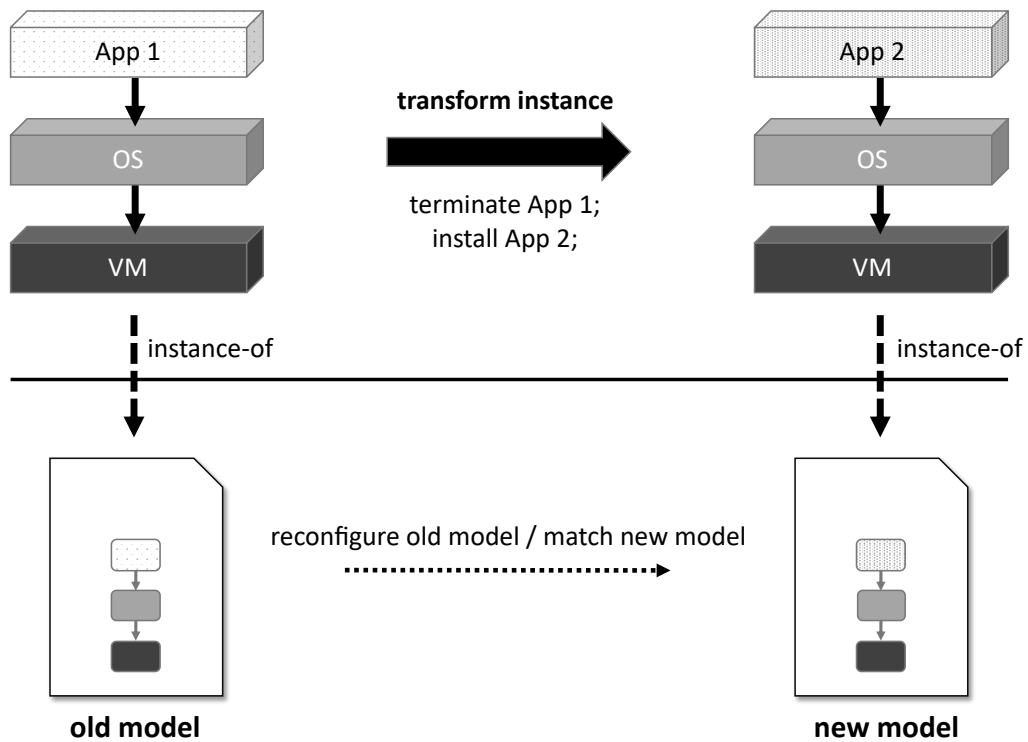 App 1
App 2
transform instance
OS
OS
terminate App 1;
install App 2;
VM
VM
instance-of
instance-of
reconfigure old model / match new model
old model
new model